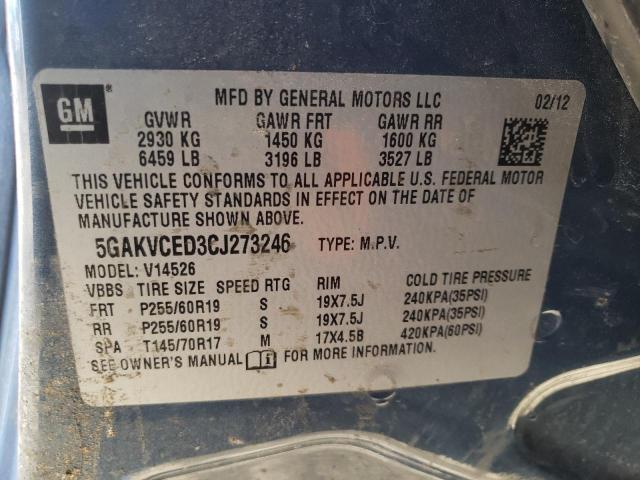 GM ® MFD BY GENERAL MOTORS LLC 02/12
GVWR GAWR FRT GAWR RR
2930 KG 1450 KG 1600 KG
6459 LB 3196 LB 3527 LB
THIS VEHICLE CONFORMS TO ALL APPLICABLE U.S. FEDERAL MOTOR
VEHICLE SAFETY STANDARDS IN EFFECT ON THE DATE OF
MANUFACTURE SHOWN ABOVE.
5GAKVCED3CJ273246 TYPE: M.P.V.
MODEL: V14526
VBBS TIRE SIZE SPEED RTG RIM COLD TIRE PRESSURE
FRT P255/60R19 S 19X7.5J 240KPA(35PSI)
RR P255/60R19 S 19X7.5J 240KPA(35PSI)
SPA T145/70R17 M 17X4.5B 420KPA(60PSI)
SEE OWNER'S MANUAL FOR MORE INFORMATION.